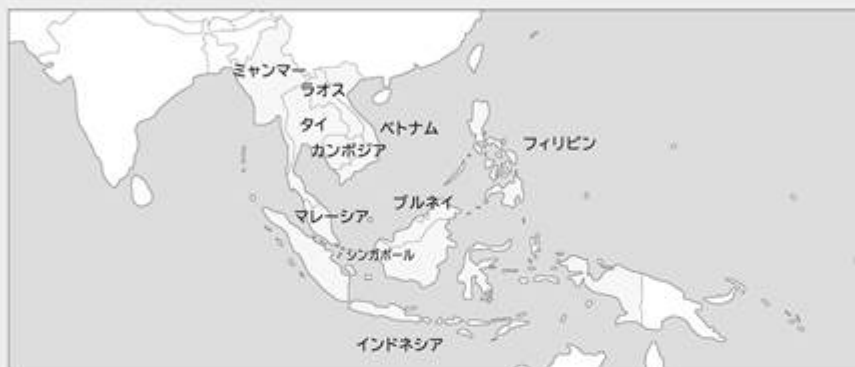 ミャンマー
ラオス
タイ
ベトナム
カンボジア
フィリピン
ブルネイ
マレーシア
シンガポール
インドネシア